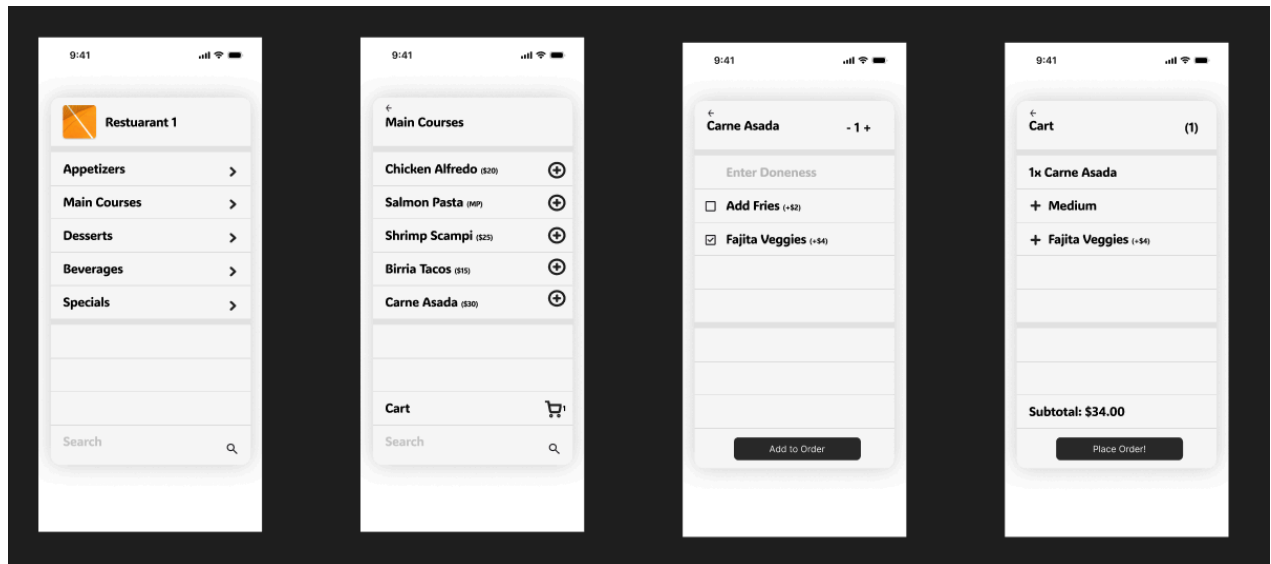 9:41
Restuarant 1
Appetizers
Main Courses
Desserts
Beverages
Specials
Search
9:41
Main Courses
Chicken Alfredo ($20)
Salmon Pasta (MP)
Shrimp Scampi ($25)
Birria Tacos ($15)
Carne Asada ($30)
Cart 1
Search
9:41
Carne Asada - 1 +
Enter Doneness
Add Fries (+$2)
Fajita Veggies (+$4)
Add to Order
9:41
Cart (1)
1x Carne Asada
+ Medium
+ Fajita Veggies (+$4)
Subtotal: $34.00
Place Order!